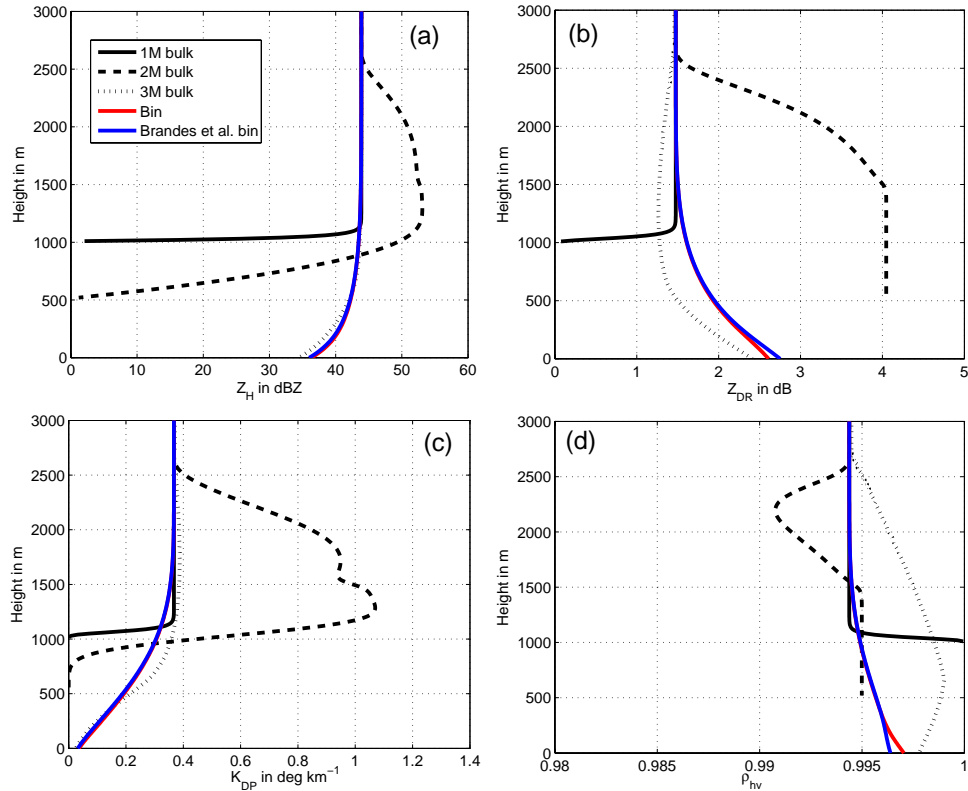 (a)
1M bulk
2M bulk
3M bulk
Bin
Brandes et al. bin
3000
2500
2000
1500
1000
500
0
Height in m
0 10 20 30 40 50 60
Z_H in dBZ
(b)
3000
2500
2000
1500
1000
500
0
Height in m
0 1 2 3 4 5
Z_DR in dB
(c)
3000
2500
2000
1500
1000
500
0
Height in m
0 0.2 0.4 0.6 0.8 1 1.2 1.4
K_DP in deg km⁻¹
(d)
3000
2500
2000
1500
1000
500
0
Height in m
0.98 0.985 0.99 0.995 1
ρ_hv